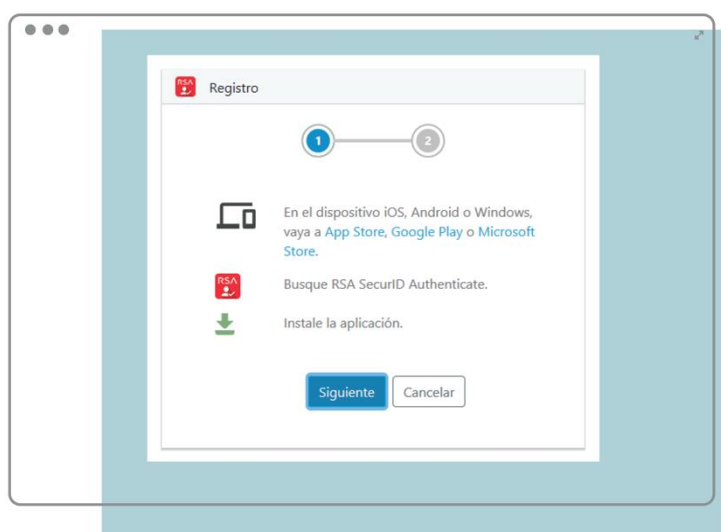 RSA
Registro
1
2
En el dispositivo iOS, Android o Windows,
vaya a App Store, Google Play o Microsoft
Store.
RSA
Busque RSA SecurID Authenticate.
Instale la aplicación.
Siguiente
Cancelar